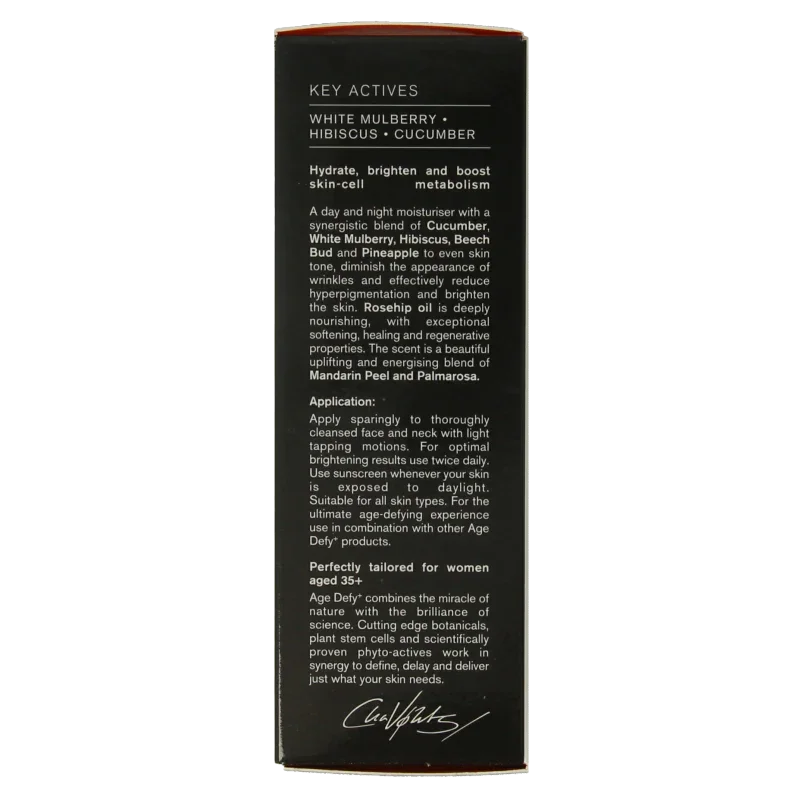 KEY ACTIVES
WHITE MULBERRY •
HIBISCUS • CUCUMBER
Hydrate, brighten and boost
skin-cell metabolism
A day and night moisturiser with a
synergistic blend of Cucumber,
White Mulberry, Hibiscus, Beech
Bud and Pineapple to even skin
tone, diminish the appearance of
wrinkles and effectively reduce
hyperpigmentation and brighten
the skin. Rosehip oil is deeply
nourishing, with exceptional
softening, healing and regenerative
properties. The scent is a beautiful
uplifting and energising blend of
Mandarin Peel and Palmarosa.
Application:
Apply sparingly to thoroughly
cleansed face and neck with light
tapping motions. For optimal
brightening results use twice daily.
Use sunscreen whenever your skin
is exposed to daylight.
Suitable for all skin types. For the
ultimate age-defying experience
use in combination with other Age
Defy⁺ products.
Perfectly tailored for women
aged 35+
Age Defy⁺ combines the miracle of
nature with the brilliance of
science. Cutting edge botanicals,
plant stem cells and scientifically
proven phyto-actives work in
synergy to define, delay and deliver
just what your skin needs.